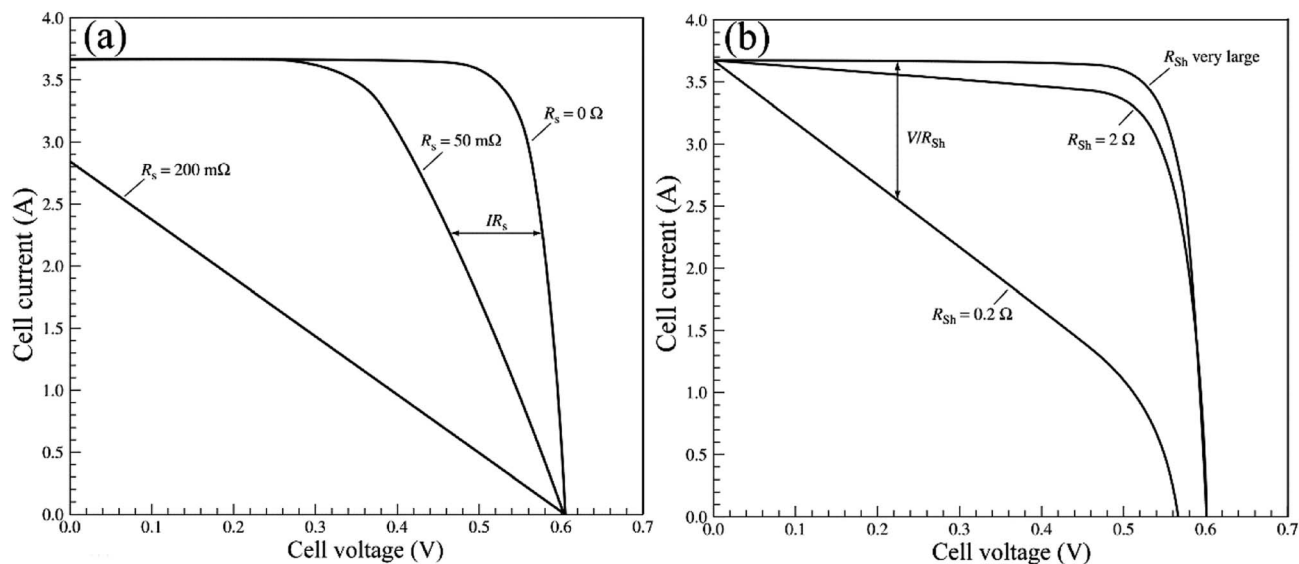 (a)
4.0
3.5
3.0
2.5
2.0
1.5
1.0
0.5
0.0
Cell current (A)
Rs = 0 Ω
Rs = 50 mΩ
Rs = 200 mΩ
IRs
0.0 0.1 0.2 0.3 0.4 0.5 0.6 0.7
Cell voltage (V)
(b)
4.0
3.5
3.0
2.5
2.0
1.5
1.0
0.5
0.0
Cell current (A)
RSh very large
V/RSh
RSh = 2 Ω
RSh = 0.2 Ω
0.0 0.1 0.2 0.3 0.4 0.5 0.6 0.7
Cell voltage (V)